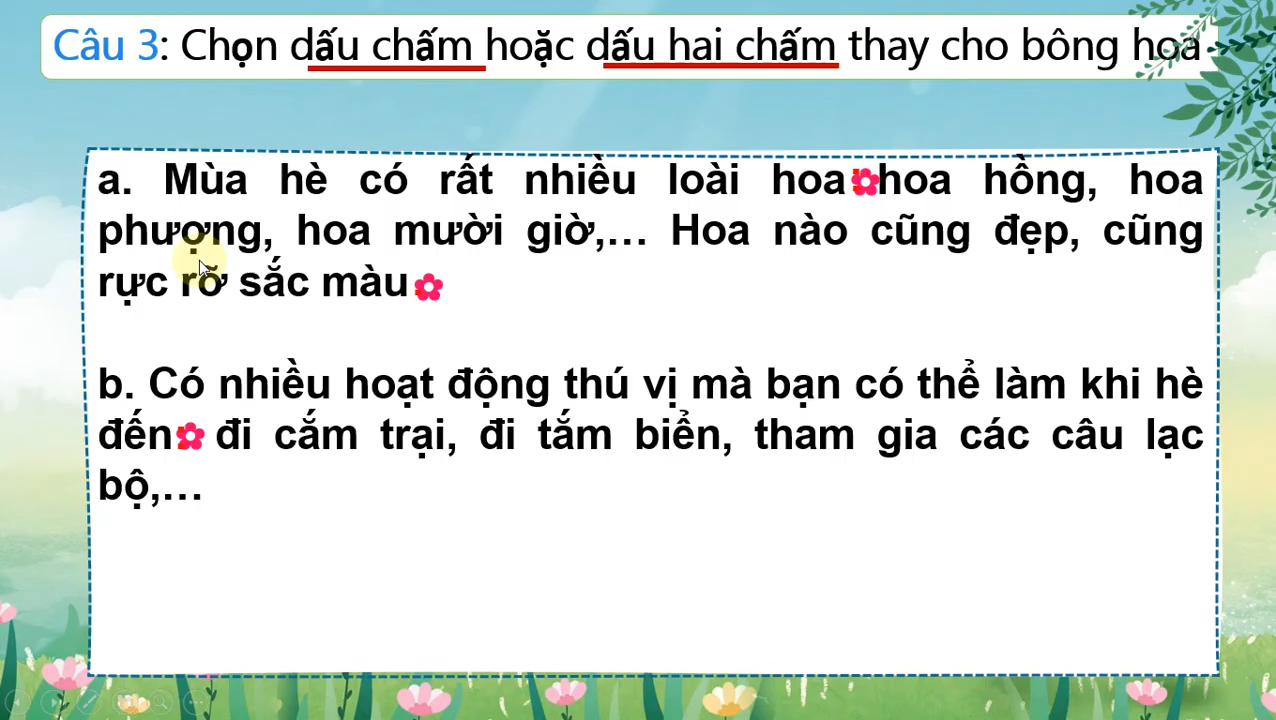 Câu 3: Chọn dấu chấm hoặc dấu hai chấm thay cho bông hoa
a. Mùa hè có rất nhiều loài hoa hoa hồng, hoa
phượng, hoa mười giờ,... Hoa nào cũng đẹp, cũng
rực rỡ sắc màu
b. Có nhiều hoạt động thú vị mà bạn có thể làm khi hè
đến đi cắm trại, đi tắm biển, tham gia các câu lạc
bộ,...